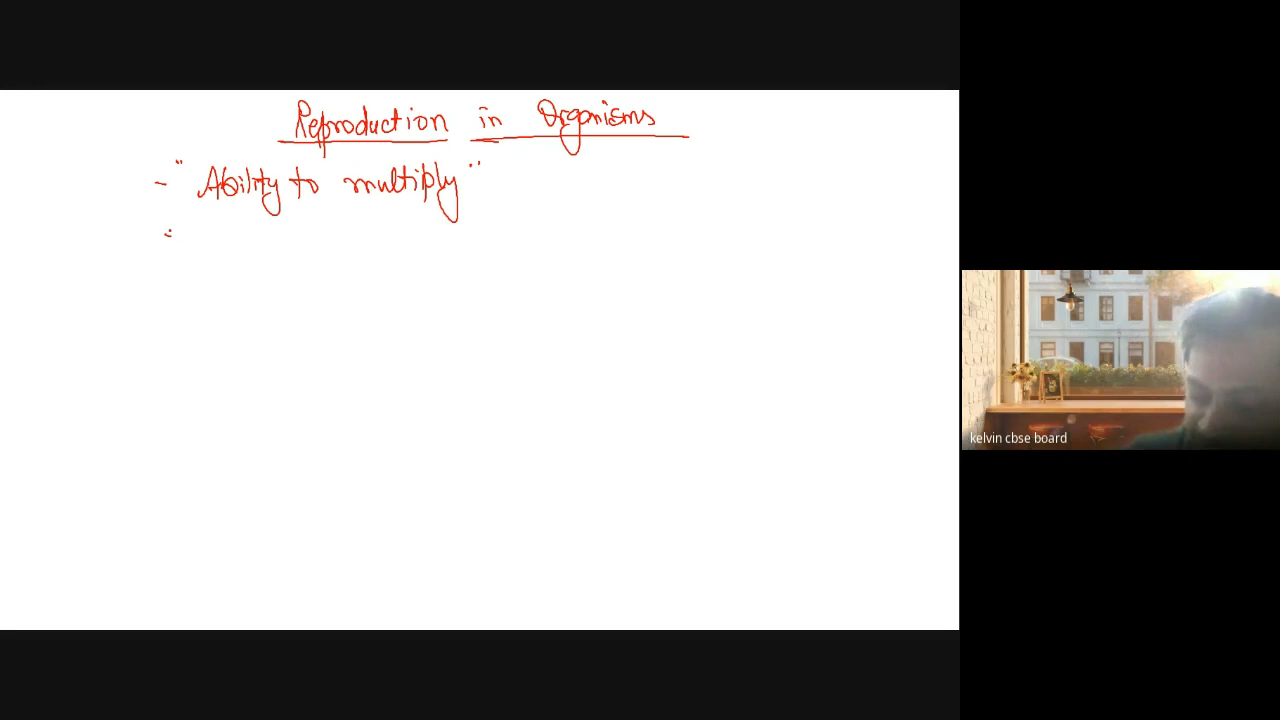 Reproduction in Organisms
- "Ability to multiply"
kelvin cbse board